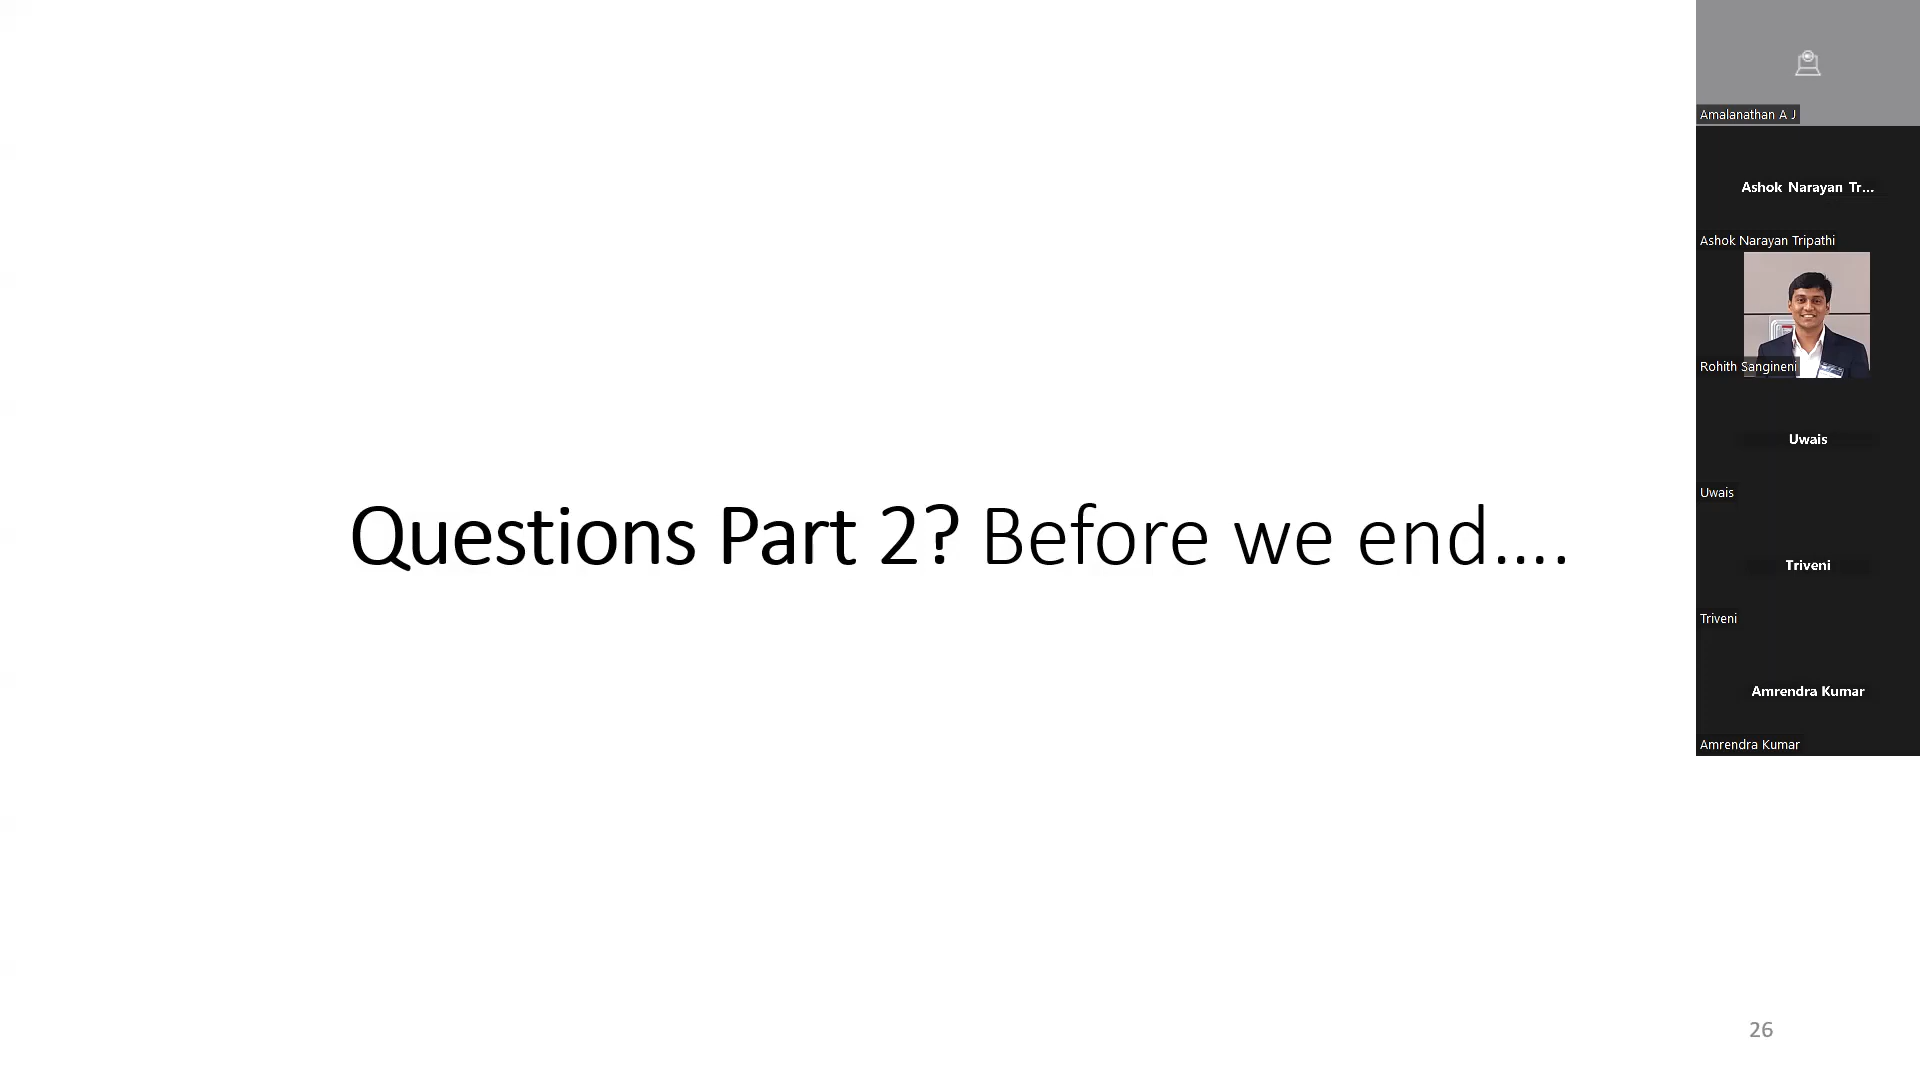 Questions Part 2? Before we end....
Amalanathan A J
Ashok Narayan Tr...
Ashok Narayan Tripathi
Rohith Sangineni
Uwais
Uwais
Triveni
Triveni
Amrendra Kumar
Amrendra Kumar
26